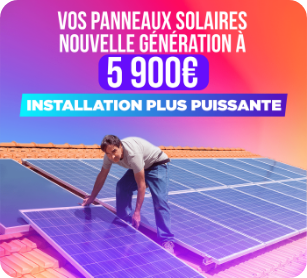 VOS PANNEAUX SOLAIRES
NOUVELLE GÉNÉRATION À
5 900€
INSTALLATION PLUS PUISSANTE